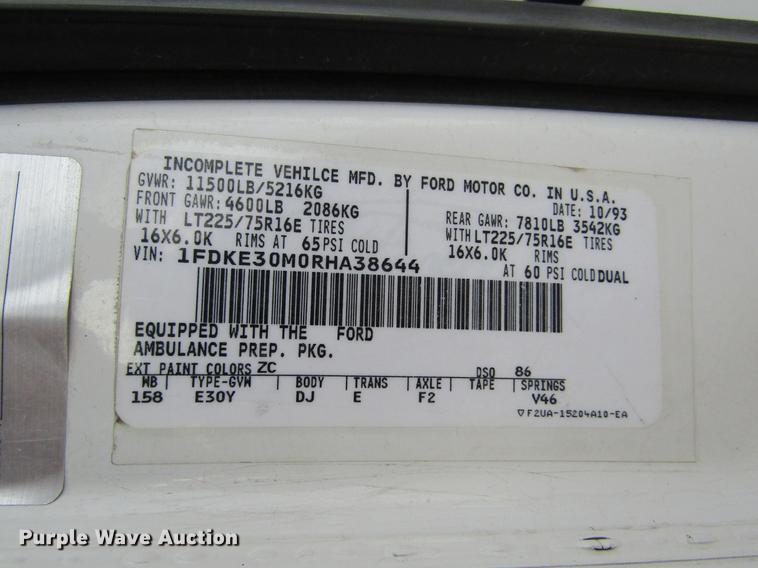 INCOMPLETE VEHILCE MFD. BY FORD MOTOR CO. IN U.S.A.
GVWR: 11500LB/5216KG
DATE: 10/93
FRONT GAWR: 4600LB 2086KG
REAR GAWR: 7810LB 3542KG
WITH LT225/75R16E TIRES
WITH LT225/75R16E TIRES
16X6.0K RIMS AT 65PSI COLD
16X6.0K RIMS
AT 60 PSI COLD DUAL
VIN: 1FDKE30M0RHA38644
EQUIPPED WITH THE FORD
AMBULANCE PREP. PKG.
EXT PAINT COLORS ZC DSO 86
WB | TYPE-GVW | BODY | TRANS | AXLE | TAPE | SPRINGS
158 E30Y DJ E F2 V46
▽ F2UA-15204A10-EA
Purple Wave Auction